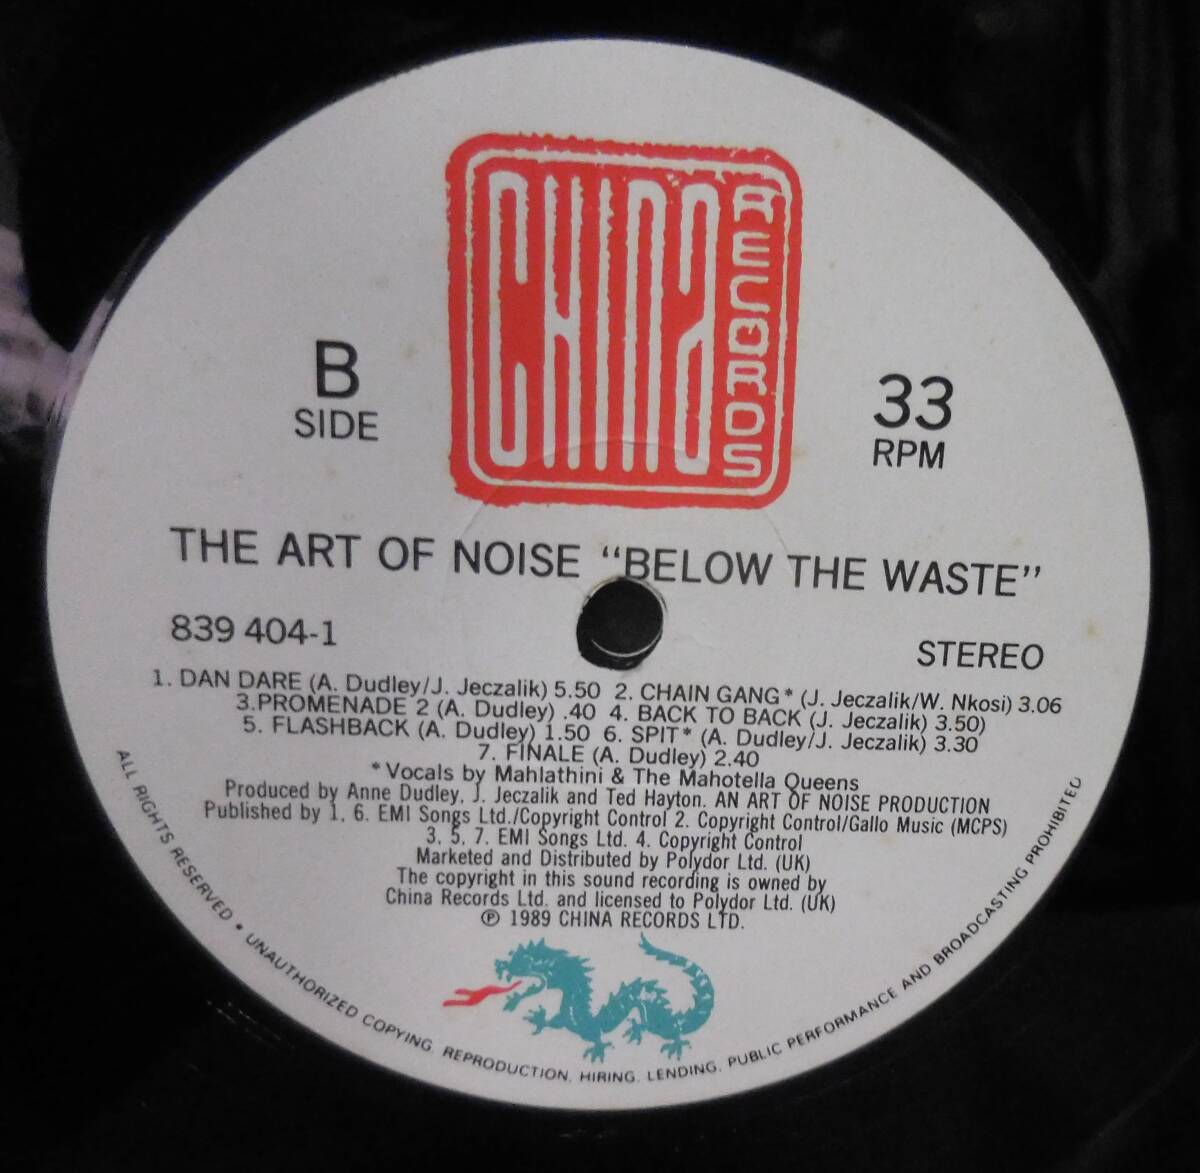 CHINA
RECORDS
B
SIDE
33
RPM
THE ART OF NOISE “BELOW THE WASTE”
839 404-1
STEREO
1. DAN DARE (A. Dudley/J. Jeczalik) 5.50 2. CHAIN GANG* (J. Jeczalik/W. Nkosi) 3.06
3.PROMENADE 2 (A. Dudley) .40 4. BACK TO BACK (J. Jeczalik) 3.50)
5. FLASHBACK (A. Dudley) 1.50 6. SPIT* (A. Dudley/J. Jeczalik) 3.30
7. FINALE (A. Dudley) 2.40
*Vocals by Mahlathini & The Mahotella Queens
Produced by Anne Dudley, J. Jeczalik and Ted Hayton. AN ART OF NOISE PRODUCTION
Published by 1, 6. EMI Songs Ltd./Copyright Control 2. Copyright Control/Gallo Music (MCPS)
3, 5, 7. EMI Songs Ltd. 4. Copyright Control
Marketed and Distributed by Polydor Ltd. (UK)
The copyright in this sound recording is owned by
China Records Ltd. and licensed to Polydor Ltd. (UK)
℗ 1989 CHINA RECORDS LTD.
ALL RIGHTS RESERVED • UNAUTHORIZED COPYING, REPRODUCTION, HIRING, LENDING, PUBLIC PERFORMANCE AND BROADCASTING PROHIBITED